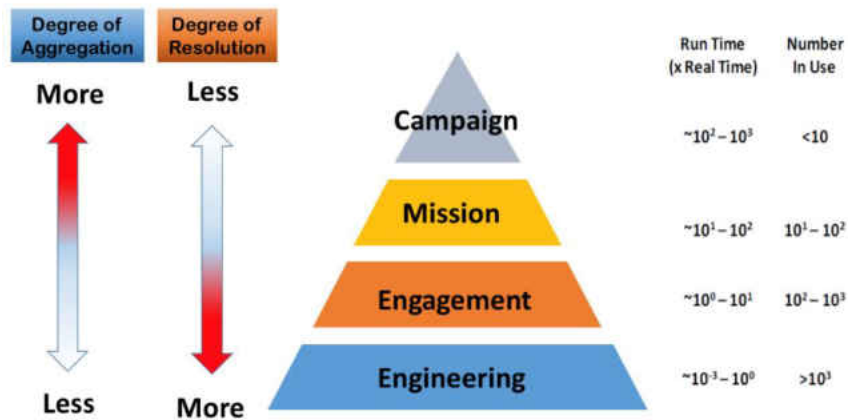 Degree of
Aggregation
Degree of
Resolution
More
Less
Less
More
Campaign
Mission
Engagement
Engineering
Run Time
(x Real Time)
Number
In Use
~10² – 10³
<10
~10¹ – 10²
10¹ – 10²
~10⁰ – 10¹
10² – 10³
~10⁻³ – 10⁰
>10³